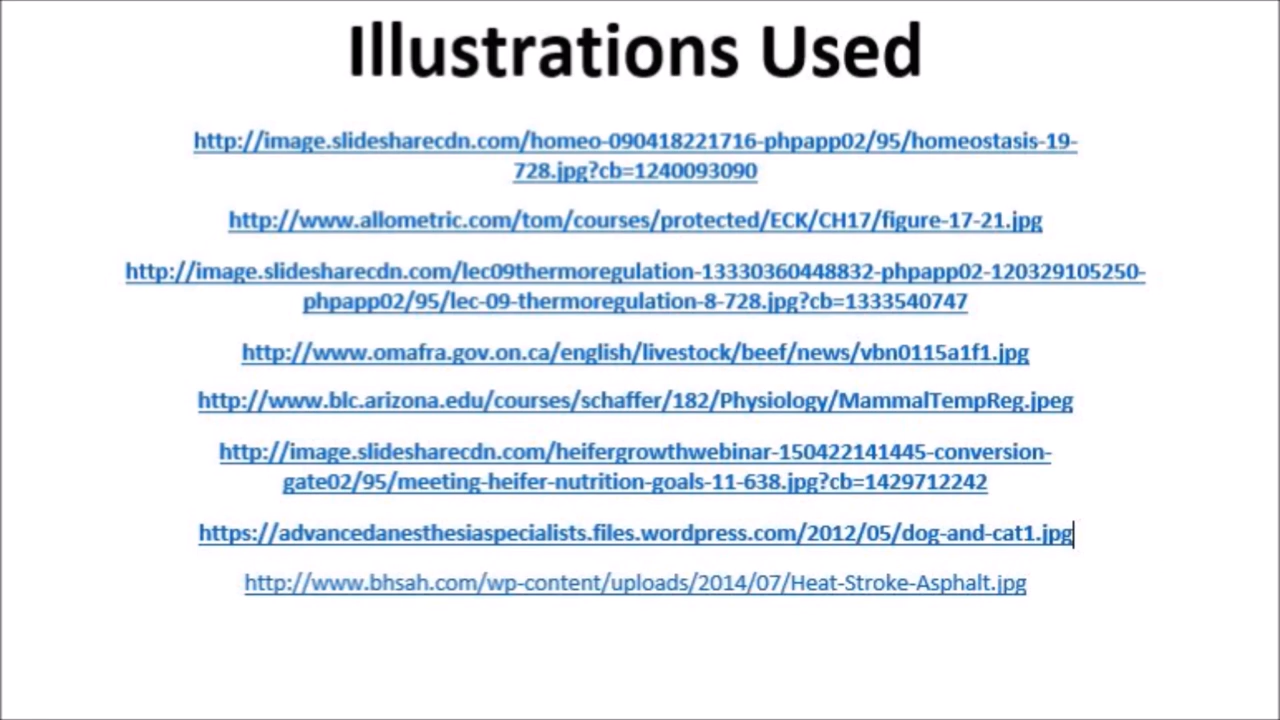 Illustrations Used
http://image.slidesharecdn.com/homeo-090418221716-phpapp02/95/homeostasis-19-
728.jpg?cb=1240093090
http://www.allometric.com/tom/courses/protected/ECK/CH17/figure-17-21.jpg
http://image.slidesharecdn.com/lec09thermoregulation-13330360448832-phpapp02-120329105250-
phpapp02/95/lec-09-thermoregulation-8-728.jpg?cb=1333540747
http://www.omafra.gov.on.ca/english/livestock/beef/news/vbn0115a1f1.jpg
http://www.blc.arizona.edu/courses/schaffer/182/Physiology/MammalTempReg.jpeg
http://image.slidesharecdn.com/heifergrowthwebinar-150422141445-conversion-
gate02/95/meeting-heifer-nutrition-goals-11-638.jpg?cb=1429712242
https://advancedanesthesiaspecialists.files.wordpress.com/2012/05/dog-and-cat1.jpg
http://www.bhsah.com/wp-content/uploads/2014/07/Heat-Stroke-Asphalt.jpg